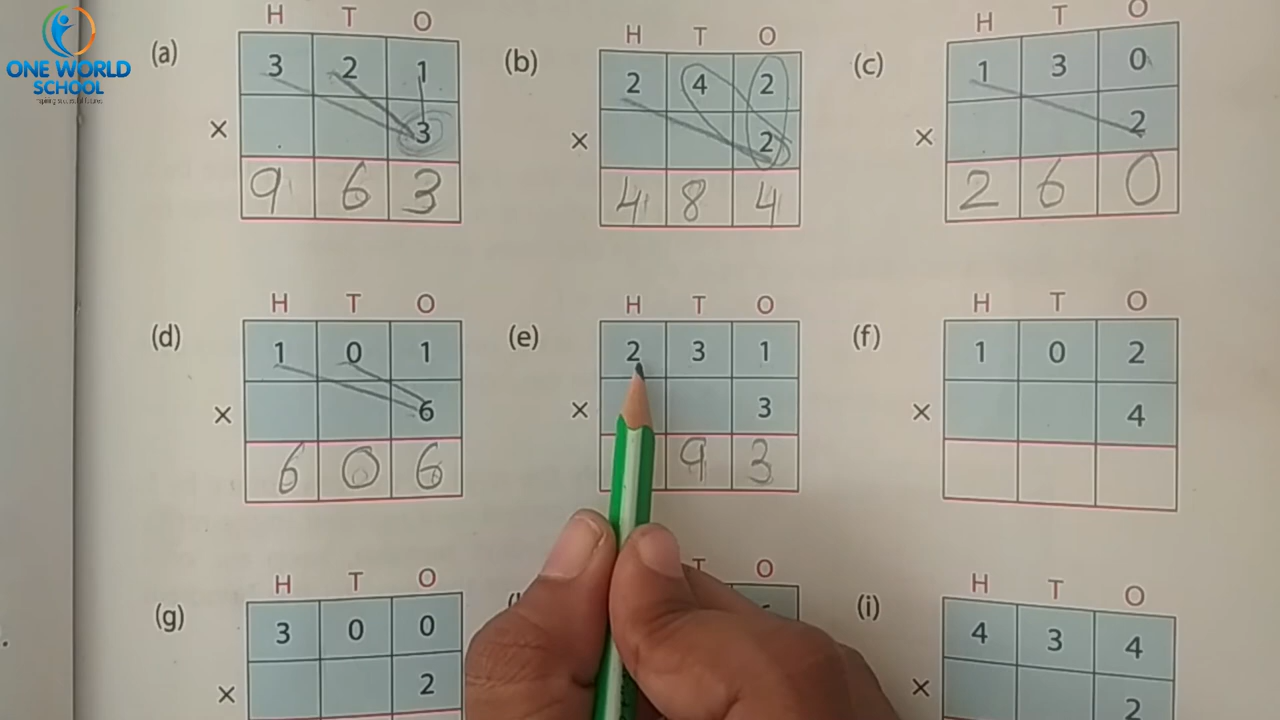 ONE WORLD
SCHOOL
(a)
H T O
3 2 1
× 3
9 6 3
(b)
H T O
2 4 2
× 2
4 8 4
(c)
H T O
1 3 0
× 2
2 6 0
(d)
H T O
1 0 1
× 6
6 0 6
(e)
H T O
2 3 1
× 3
9 3
(f)
H T O
1 0 2
× 4
(g)
H T O
3 0 0
× 2
T O
(i)
H T O
4 3 4
× 2